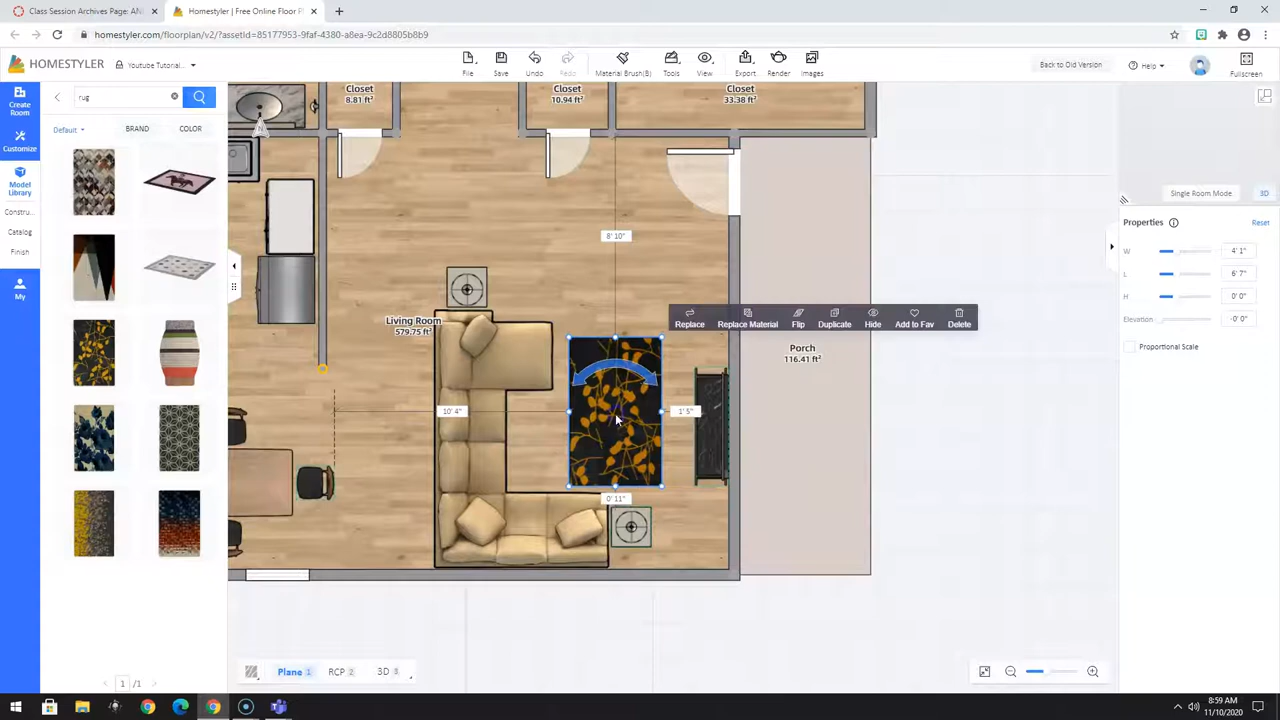 Class Session Archives Page: AN
Homestyler | Free Online Floor P
homestyler.com/floorplan/v2/?assetId=85177953-9faf-4380-a8ea-9c2d8805b8b9
HOMESTYLER
Youtube Tutorial...
File
Save
Undo
Redo
Material Brush(B)
Tools
View
Export
Render
Images
Back to Old Version
Help
Fullscreen
Create
Room
Customize
Model
Library
Constru...
Catalog
Finish
My
rug
Default
BRAND
COLOR
1 /1
Closet
8.81 ft²
Closet
10.94 ft²
Closet
33.38 ft²
8' 10"
Living Room
579.75 ft²
Replace
Replace Material
Flip
Duplicate
Hide
Add to Fav
Delete
Porch
116.41 ft²
10' 4"
1' 5"
0' 11"
Single Room Mode
3D
Properties
Reset
W
4' 1"
L
6' 7"
H
0' 0"
Elevation
-0' 0"
Proportional Scale
Plane 1
RCP 2
3D 3
8:59 AM
11/10/2020